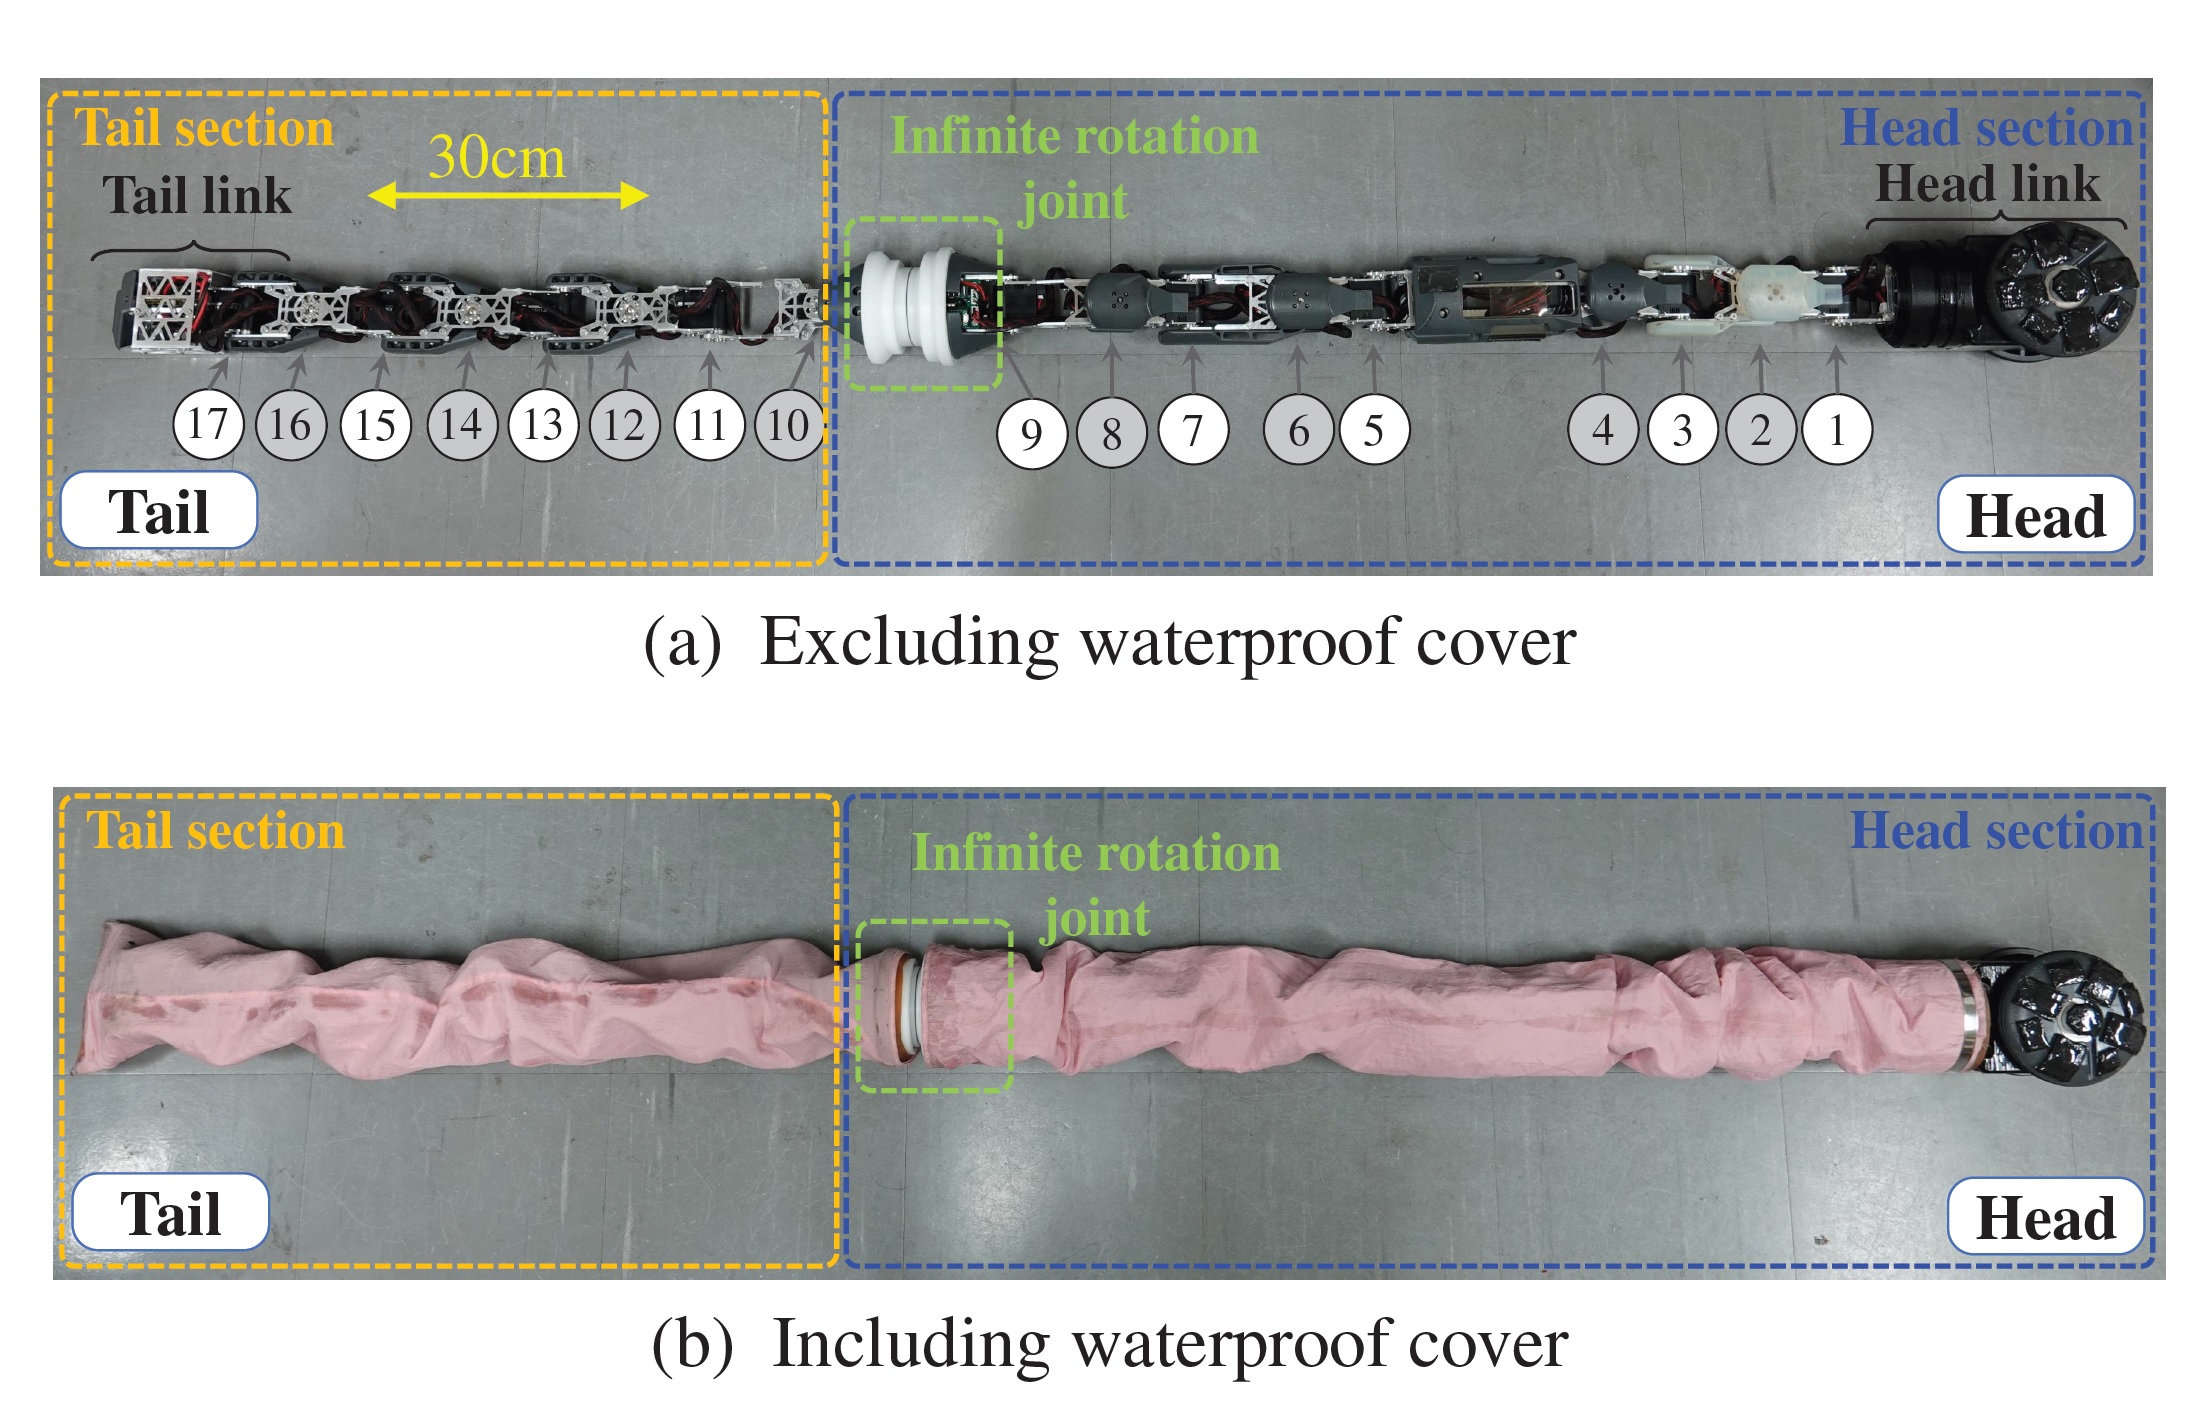 Tail section
30cm
Infinite rotation
joint
Head section
Tail link
Head link
17 16 15 14 13 12 11 10 9 8 7 6 5 4 3 2 1
Tail
Head
(a) Excluding waterproof cover
Tail section
Infinite rotation
joint
Head section
Tail
Head
(b) Including waterproof cover